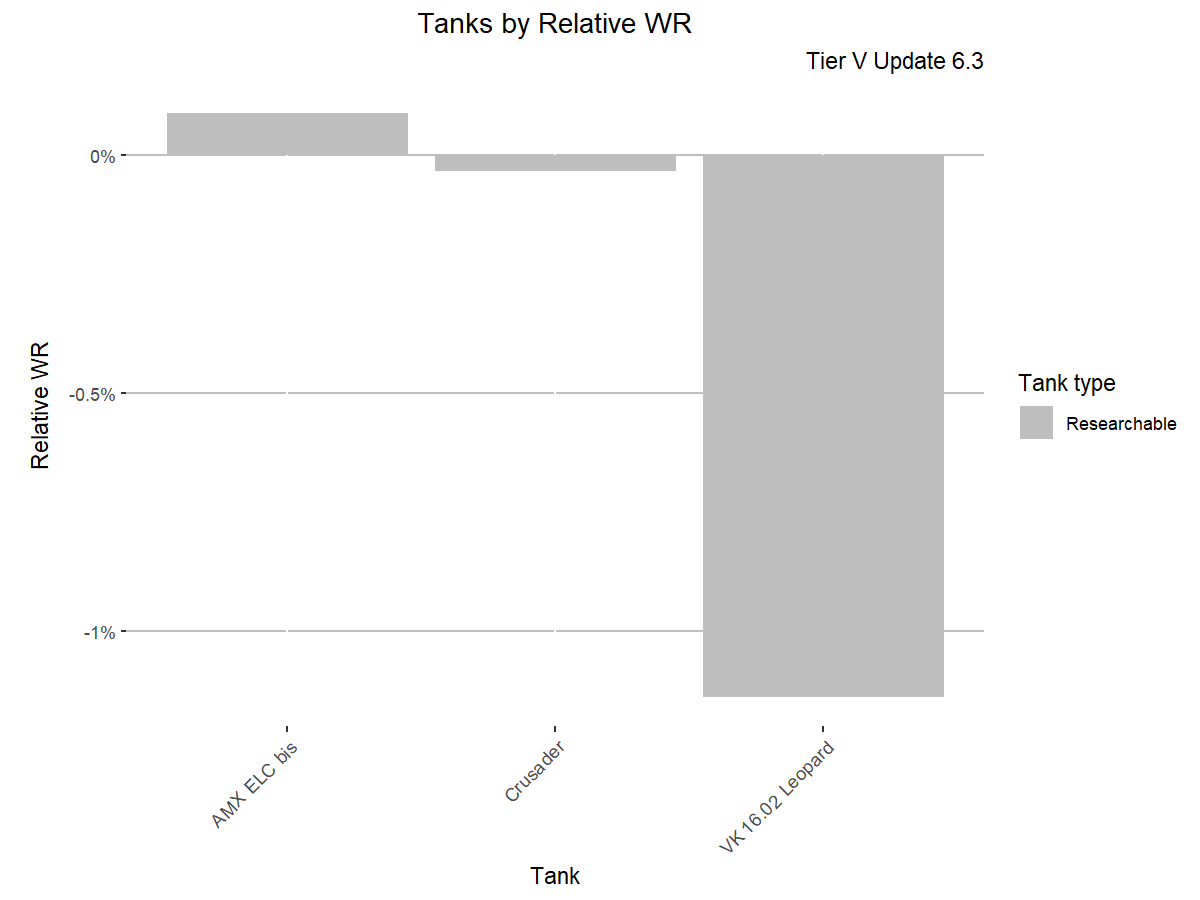 Tanks by Relative WR
Tier V Update 6.3
0%
-0.5%
-1%
Relative WR
AMX ELC bis
Crusader
VK 16.02 Leopard
Tank
Tank type
Researchable